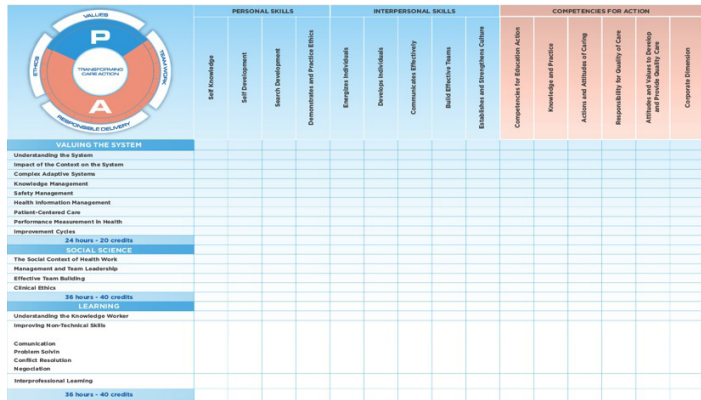 VALUES
ETHICS
P
TEAM WORK
TRANSFORMING
CARE ACTION
A
RESPONSIBLE DELIVERY
PERSONAL SKILLS
INTERPERSONAL SKILLS
COMPETENCIES FOR ACTION
Self Knowledge
Self Development
Search Development
Demonstrates and Practice Ethics
Energizes Individuals
Develops Individuals
Communicates Effectively
Build Effective Teams
Establishes and Strengthens Culture
Competencies for Education Action
Knowledge and Practice
Actions and Attitudes of Caring
Responsibility for Quality of Care
Attitudes and Values to Develop
and Provide Quality Care
Corporate Dimension
VALUING THE SYSTEM
Understanding the System
Impact of the Context on the System
Complex Adaptive Systems
Knowledge Management
Safety Management
Health Information Management
Patient-Centered Care
Performance Measurement In Health
Improvement Cycles
24 hours - 20 credits
SOCIAL SCIENCE
The Social Context of Health Work
Management and Team Leadership
Effective Team Building
Clinical Ethics
36 hours - 40 credits
LEARNING
Understanding the Knowledge Worker
Improving Non-Technical Skills
Comunication
Problem Solvin
Conflict Resolution
Negociation
Interprofessional Learning
36 hours - 40 credits